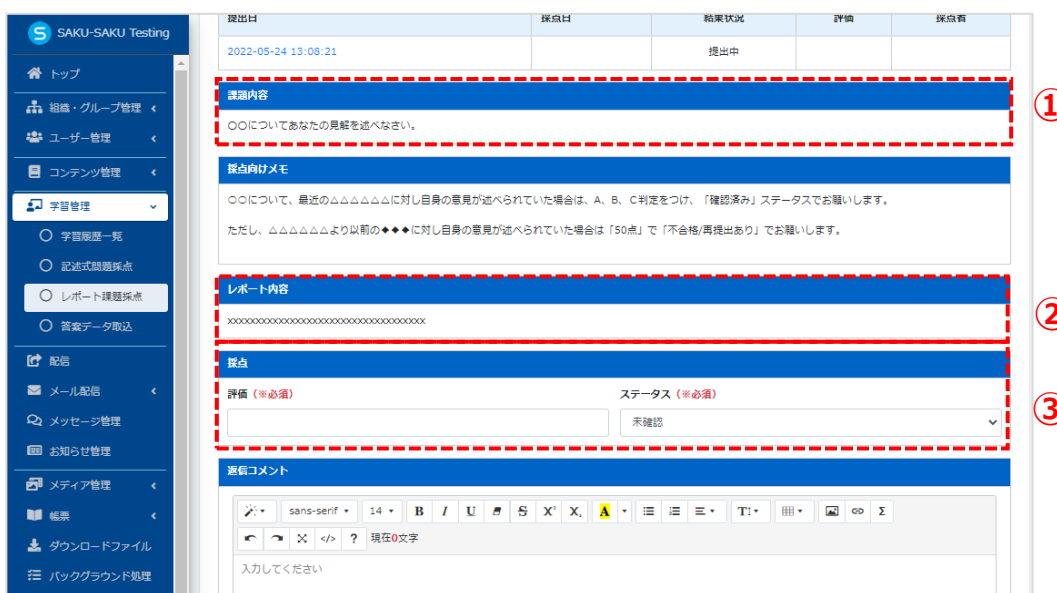 SAKU-SAKU Testing
トップ
組織・グループ管理
ユーザー管理
コンテンツ管理
学習管理
学習履歴一覧
記述式問題採点
レポート課題採点
答案データ取込
配信
メール配信
メッセージ管理
お知らせ管理
メディア管理
帳票
ダウンロードファイル
バックグラウンド処理
提出日 採点日 結果状況 評価 採点者
2022-05-24 13:08:21 提出中
課題内容
〇〇についてあなたの見解を述べなさい。
①
採点向けメモ
〇〇について、最近の△△△△△△に対し自身の意見が述べられていた場合は、A、B、C判定をつけ、「確認済み」ステータスでお願いします。
ただし、△△△△△△より以前の◆◆◆に対し自身の意見が述べられていた場合は「50点」で「不合格/再提出あり」でお願いします。
レポート内容
xxxxxxxxxxxxxxxxxxxxxxxxxxxxxxxxxx
②
採点
評価(※必須) ステータス(※必須)
未確認
③
返信コメント
sans-serif 14 B I U S X² X₂ A T Σ
</> ? 現在0文字
入力してください